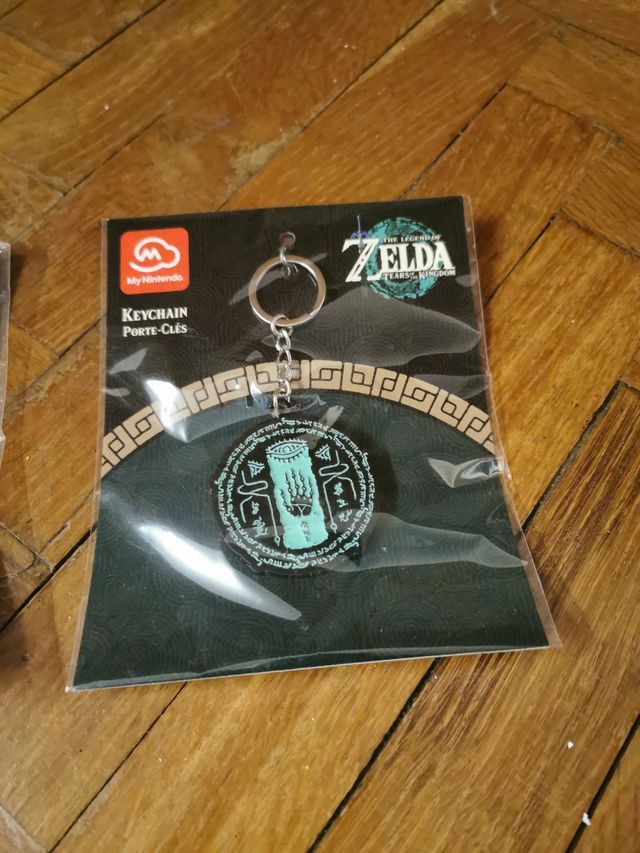 My Nintendo
KEYCHAIN
PORTE-CLÉS
THE LEGEND OF
ZELDA
TEARS OF THE KINGDOM